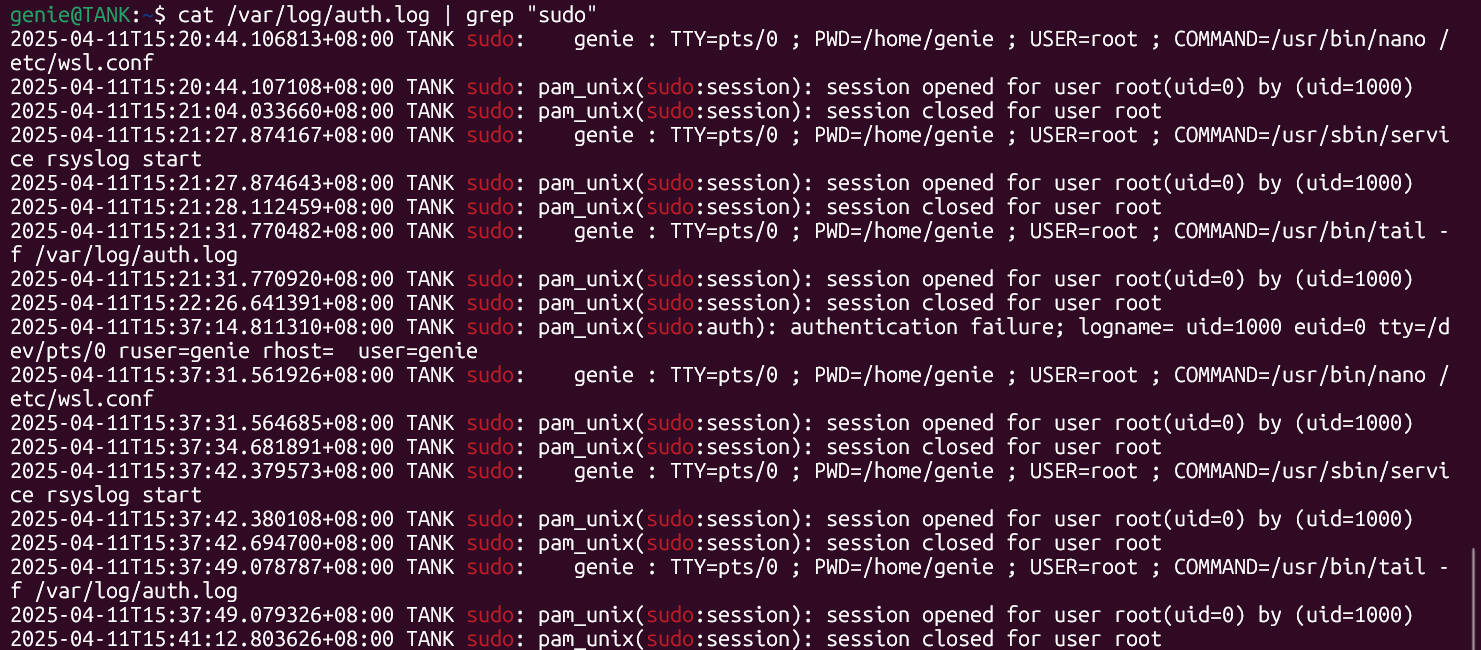 genie@TANK:~$ cat /var/log/auth.log | grep "sudo"
2025-04-11T15:20:44.106813+08:00 TANK sudo:    genie : TTY=pts/0 ; PWD=/home/genie ; USER=root ; COMMAND=/usr/bin/nano /
etc/wsl.conf
2025-04-11T15:20:44.107108+08:00 TANK sudo: pam_unix(sudo:session): session opened for user root(uid=0) by (uid=1000)
2025-04-11T15:21:04.033660+08:00 TANK sudo: pam_unix(sudo:session): session closed for user root
2025-04-11T15:21:27.874167+08:00 TANK sudo:    genie : TTY=pts/0 ; PWD=/home/genie ; USER=root ; COMMAND=/usr/sbin/servi
ce rsyslog start
2025-04-11T15:21:27.874643+08:00 TANK sudo: pam_unix(sudo:session): session opened for user root(uid=0) by (uid=1000)
2025-04-11T15:21:28.112459+08:00 TANK sudo: pam_unix(sudo:session): session closed for user root
2025-04-11T15:21:31.770482+08:00 TANK sudo:    genie : TTY=pts/0 ; PWD=/home/genie ; USER=root ; COMMAND=/usr/bin/tail -
f /var/log/auth.log
2025-04-11T15:21:31.770920+08:00 TANK sudo: pam_unix(sudo:session): session opened for user root(uid=0) by (uid=1000)
2025-04-11T15:22:26.641391+08:00 TANK sudo: pam_unix(sudo:session): session closed for user root
2025-04-11T15:37:14.811310+08:00 TANK sudo: pam_unix(sudo:auth): authentication failure; logname= uid=1000 euid=0 tty=/d
ev/pts/0 ruser=genie rhost=  user=genie
2025-04-11T15:37:31.561926+08:00 TANK sudo:    genie : TTY=pts/0 ; PWD=/home/genie ; USER=root ; COMMAND=/usr/bin/nano /
etc/wsl.conf
2025-04-11T15:37:31.564685+08:00 TANK sudo: pam_unix(sudo:session): session opened for user root(uid=0) by (uid=1000)
2025-04-11T15:37:34.681891+08:00 TANK sudo: pam_unix(sudo:session): session closed for user root
2025-04-11T15:37:42.379573+08:00 TANK sudo:    genie : TTY=pts/0 ; PWD=/home/genie ; USER=root ; COMMAND=/usr/sbin/servi
ce rsyslog start
2025-04-11T15:37:42.380108+08:00 TANK sudo: pam_unix(sudo:session): session opened for user root(uid=0) by (uid=1000)
2025-04-11T15:37:42.694700+08:00 TANK sudo: pam_unix(sudo:session): session closed for user root
2025-04-11T15:37:49.078787+08:00 TANK sudo:    genie : TTY=pts/0 ; PWD=/home/genie ; USER=root ; COMMAND=/usr/bin/tail -
f /var/log/auth.log
2025-04-11T15:37:49.079326+08:00 TANK sudo: pam_unix(sudo:session): session opened for user root(uid=0) by (uid=1000)
2025-04-11T15:41:12.803626+08:00 TANK sudo: pam_unix(sudo:session): session closed for user root